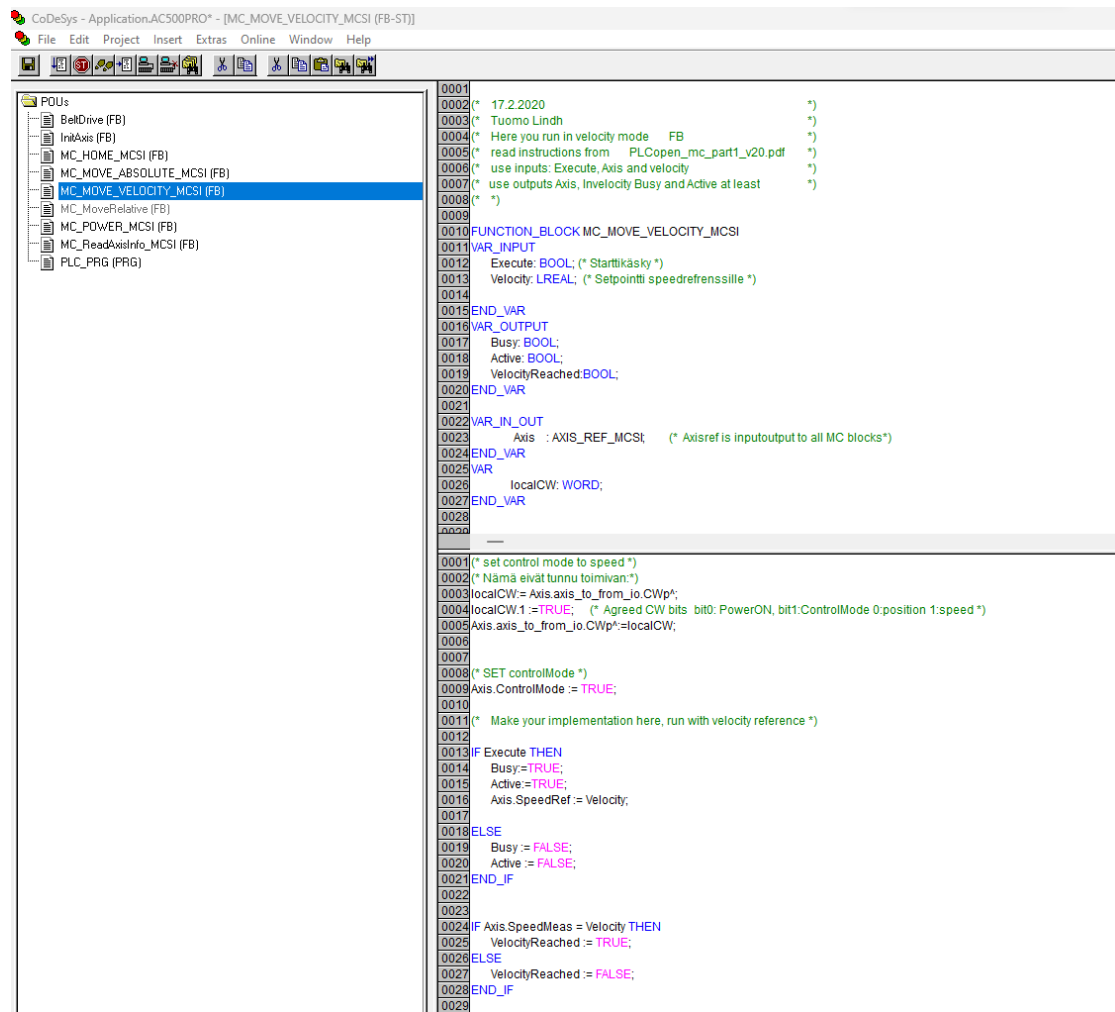 CoDeSys - Application.AC500PRO* - [MC_MOVE_VELOCITY_MCSI (FB-ST)]
File Edit Project Insert Extras Online Window Help
POUs
BeltDrive (FB)
InitAxis (FB)
MC_HOME_MCSI (FB)
MC_MOVE_ABSOLUTE_MCSI (FB)
MC_MOVE_VELOCITY_MCSI (FB)
MC_MoveRelative (FB)
MC_POWER_MCSI (FB)
MC_ReadAxisInfo_MCSI (FB)
PLC_PRG (PRG)
0001
0002 (* 17.2.2020 *)
0003 (* Tuomo Lindh *)
0004 (* Here you run in velocity mode FB *)
0005 (* read instructions from PLCopen_mc_part1_v20.pdf *)
0006 (* use inputs: Execute, Axis and velocity *)
0007 (* use outputs Axis, Invelocity Busy and Active at least *)
0008 (* *)
0009
0010 FUNCTION_BLOCK MC_MOVE_VELOCITY_MCSI
0011 VAR_INPUT
0012 Execute: BOOL; (* Starttikäsky *)
0013 Velocity: LREAL; (* Setpointti speedrefrenssille *)
0014
0015 END_VAR
0016 VAR_OUTPUT
0017 Busy: BOOL;
0018 Active: BOOL;
0019 VelocityReached:BOOL;
0020 END_VAR
0021
0022 VAR_IN_OUT
0023 Axis : AXIS_REF_MCSI; (* Axisref is inputoutput to all MC blocks*)
0024 END_VAR
0025 VAR
0026 localCW: WORD;
0027 END_VAR
0028
0029
0001 (* set control mode to speed *)
0002 (* Nämä eivät tunnu toimivan:*)
0003 localCW:= Axis.axis_to_from_io.CWp^;
0004 localCW.1 :=TRUE; (* Agreed CW bits bit0: PowerON, bit1:ControlMode 0:position 1:speed *)
0005 Axis.axis_to_from_io.CWp^:=localCW;
0006
0007
0008 (* SET controlMode *)
0009 Axis.ControlMode := TRUE;
0010
0011 (* Make your implementation here, run with velocity reference *)
0012
0013 IF Execute THEN
0014 Busy:=TRUE;
0015 Active:=TRUE;
0016 Axis.SpeedRef := Velocity;
0017
0018 ELSE
0019 Busy := FALSE;
0020 Active := FALSE;
0021 END_IF
0022
0023
0024 IF Axis.SpeedMeas = Velocity THEN
0025 VelocityReached := TRUE;
0026 ELSE
0027 VelocityReached := FALSE;
0028 END_IF
0029